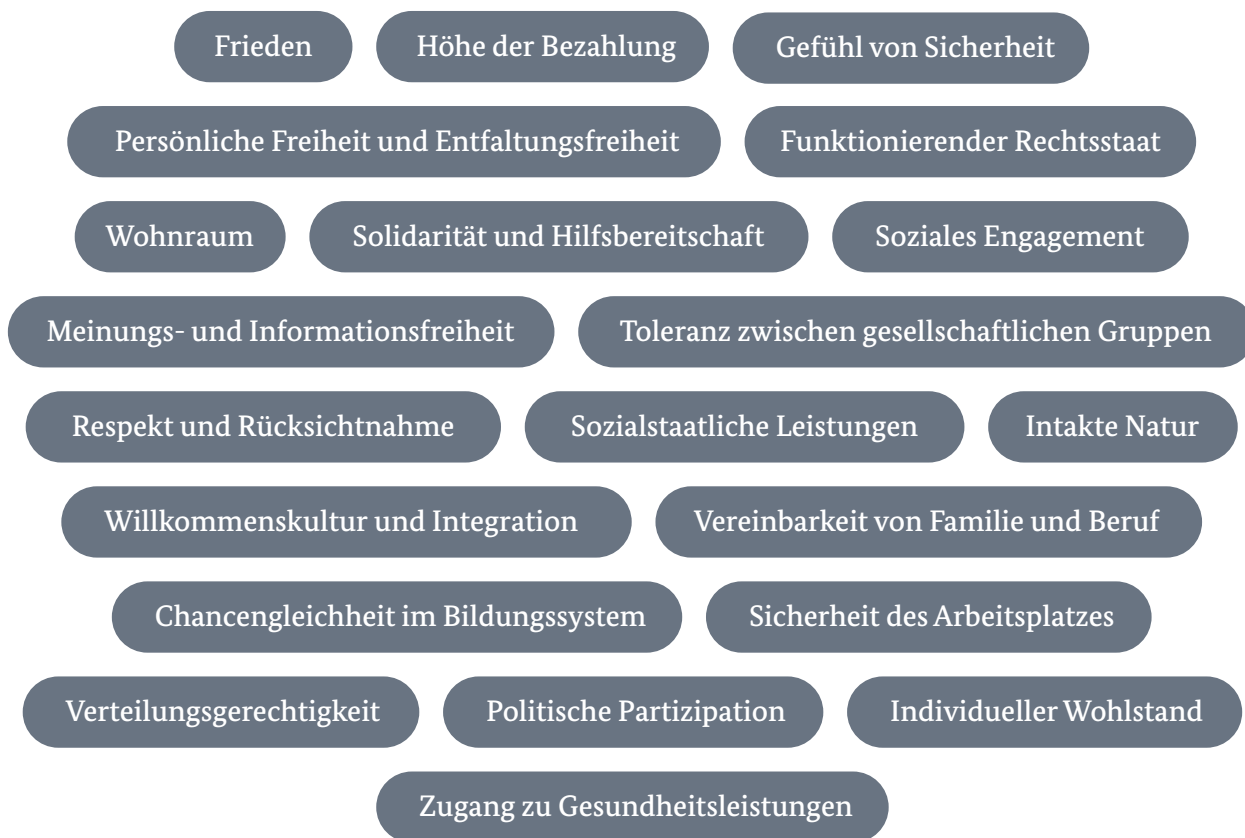 Frieden Höhe der Bezahlung Gefühl von Sicherheit
Persönliche Freiheit und Entfaltungsfreiheit Funktionierender Rechtsstaat
Wohnraum Solidarität und Hilfsbereitschaft Soziales Engagement
Meinungs- und Informationsfreiheit Toleranz zwischen gesellschaftlichen Gruppen
Respekt und Rücksichtnahme Sozialstaatliche Leistungen Intakte Natur
Willkommenskultur und Integration Vereinbarkeit von Familie und Beruf
Chancengleichheit im Bildungssystem Sicherheit des Arbeitsplatzes
Verteilungsgerechtigkeit Politische Partizipation Individueller Wohlstand
Zugang zu Gesundheitsleistungen